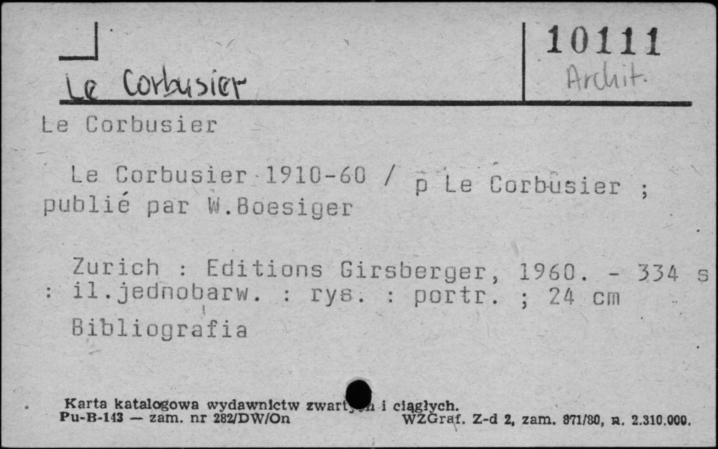 10111
Archit.
Le Corbusier
Le Corbusier
Le Corbusier 1910-60 / p Le Corbusier ;
publié par W.Boesiger
Zurich : Editions Girsberger, 1960. - 334 s
: il.jednobarw. : rys. : portr. ; 24 cm
Bibliografia
Karta katalogowa wydawnictw i ciągłych.
Pu-B-143 — zam. nr 282/DW/On WZGraf. Z-d 2, zam. 871/80, n. 2.310.000.